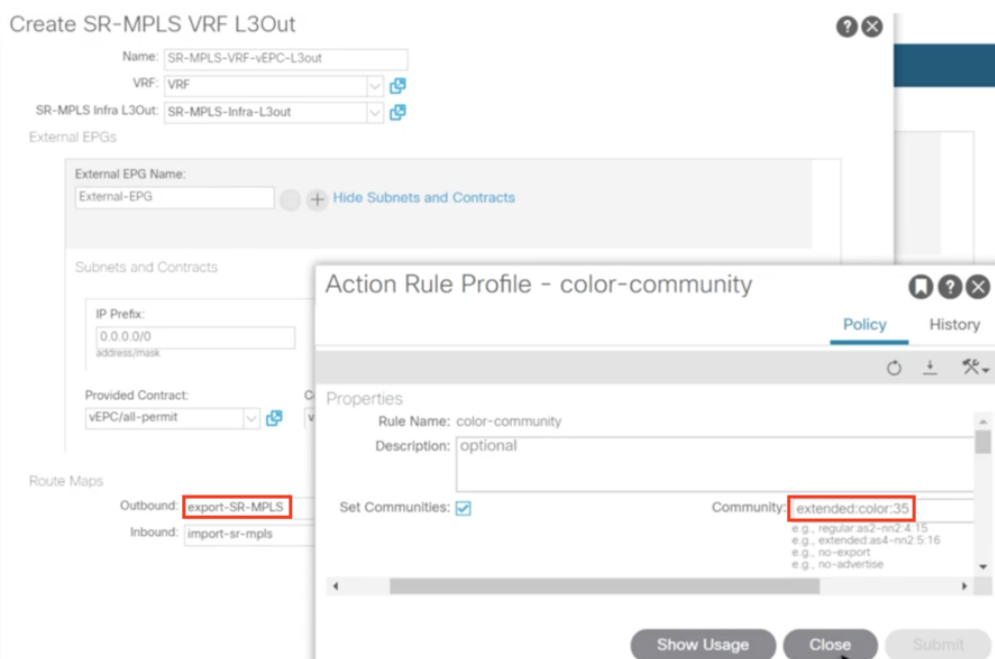 Create SR-MPLS VRF L3Out
Name: SR-MPLS-VRF-vEPC-L3out
VRF: VRF
SR-MPLS Infra L3Out: SR-MPLS-Infra-L3out
External EPGs
External EPG Name:
External-EPG
Hide Subnets and Contracts
Subnets and Contracts
IP Prefix:
0.0.0.0/0
address/mask
Provided Contract:
vEPC/all-permit
Route Maps
Outbound: export-SR-MPLS
Inbound: import-sr-mpls
Action Rule Profile - color-community
Policy History
Properties
Rule Name: color-community
Description: optional
Set Communities: Community: extended:color:35
e.g., regular:as2-nn2:4:15
e.g., extended:as4-nn2:5:16
e.g., no-export
e.g., no-advertise
Show Usage Close Submit